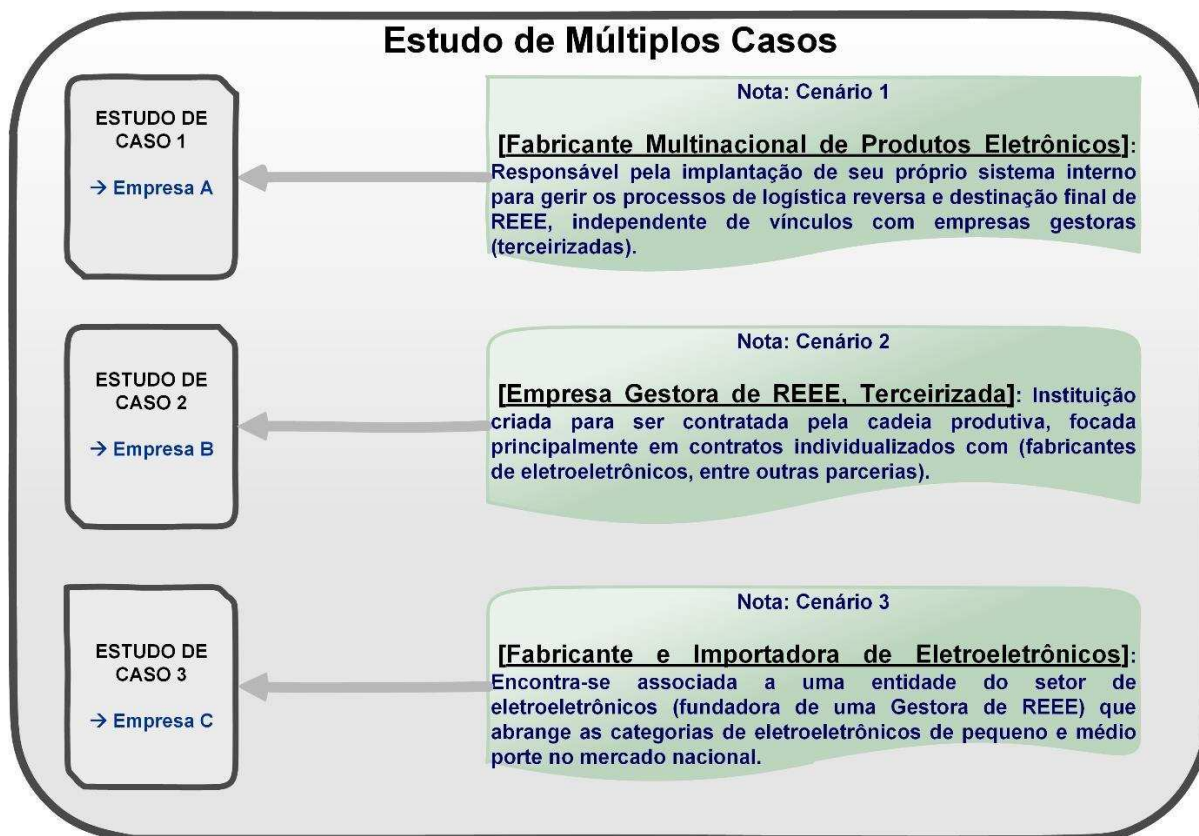 Estudo de Múltiplos Casos
ESTUDO DE
CASO 1
→ Empresa A
Nota: Cenário 1
[Fabricante Multinacional de Produtos Eletrônicos]:
Responsável pela implantação de seu próprio sistema interno
para gerir os processos de logística reversa e destinação final de
REEE, independente de vínculos com empresas gestoras
(terceirizadas).
ESTUDO DE
CASO 2
→ Empresa B
Nota: Cenário 2
[Empresa Gestora de REEE, Terceirizada]: Instituição
criada para ser contratada pela cadeia produtiva, focada
principalmente em contratos individualizados com (fabricantes
de eletroeletrônicos, entre outras parcerias).
ESTUDO DE
CASO 3
→ Empresa C
Nota: Cenário 3
[Fabricante e Importadora de Eletroeletrônicos]:
Encontra-se associada a uma entidade do setor de
eletroeletrônicos (fundadora de uma Gestora de REEE) que
abrange as categorias de eletroeletrônicos de pequeno e médio
porte no mercado nacional.